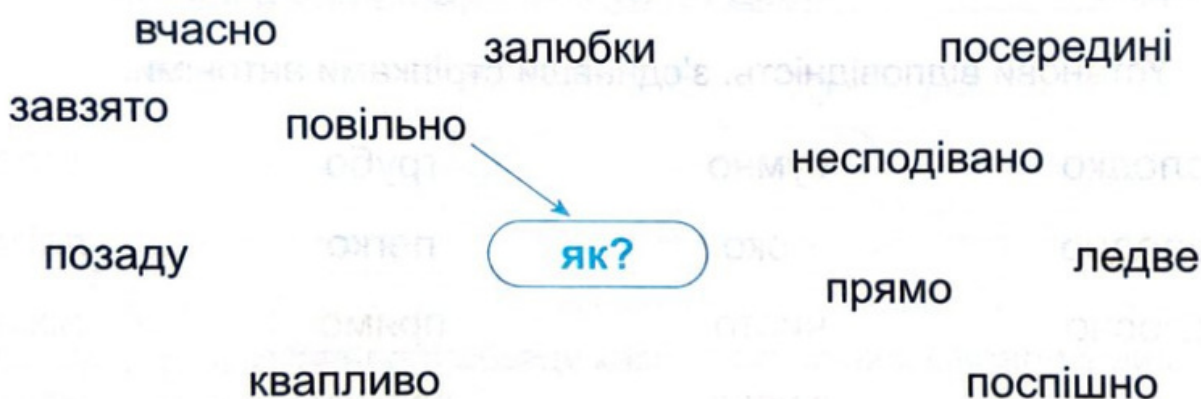 вчасно
залюбки
посередині
завзято
повільно
несподівано
позаду
як?
ледве
прямо
квапливо
поспішно